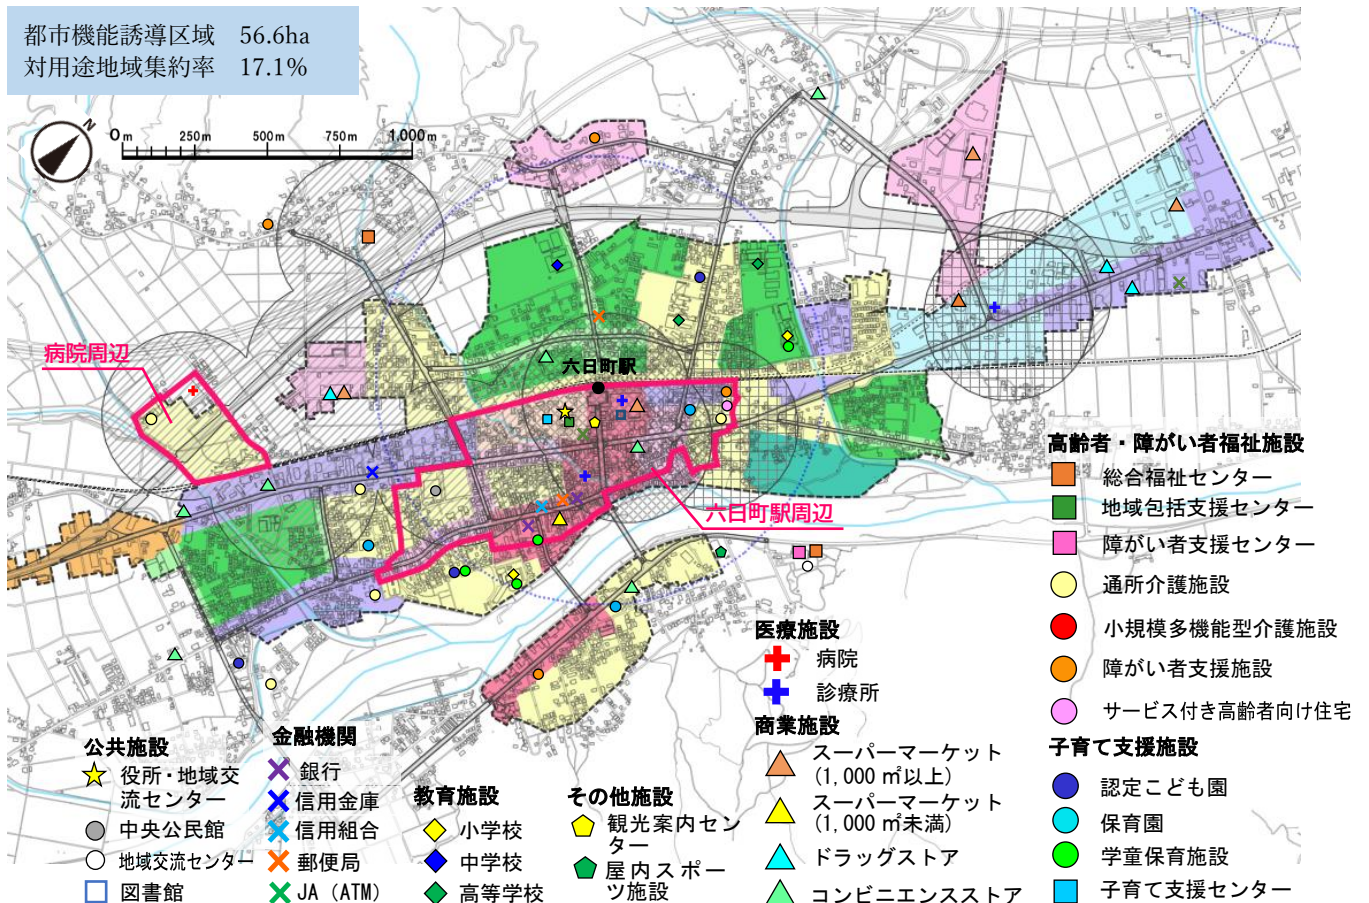 都市機能誘導区域 56.6ha
対用途地域集約率 17.1%
N
0m 250m 500m 750m 1,000m
病院周辺
六日町駅
六日町駅周辺
高齢者・障がい者福祉施設
総合福祉センター
地域包括支援センター
障がい者支援センター
通所介護施設
小規模多機能型介護施設
障がい者支援施設
サービス付き高齢者向け住宅
子育て支援施設
認定こども園
保育園
学童保育施設
子育て支援センター
医療施設
病院
診療所
商業施設
スーパーマーケット
(1,000㎡以上)
スーパーマーケット
(1,000㎡未満)
ドラッグストア
コンビニエンスストア
公共施設
役所・地域交
流センター
中央公民館
地域交流センター
図書館
金融機関
銀行
信用金庫
信用組合
郵便局
JA（ATM）
教育施設
小学校
中学校
高等学校
その他施設
観光案内セン
ター
屋内スポー
ツ施設